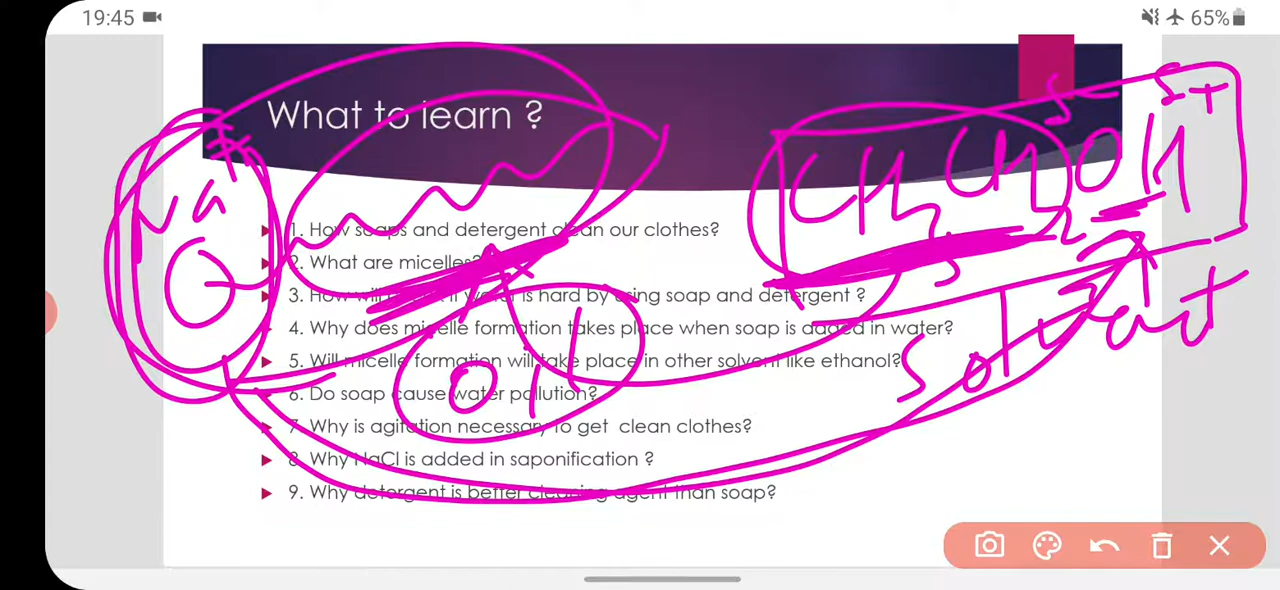 19:45
65%
What to learn ?
δ- δ+
CH3CH2OH
Na+
1. How soaps and detergent clean our clothes?
2. What are micelles?
3. How will if water is hard by using soap and detergent ?
4. Why does micelle formation takes place when soap is added in water?
solvent
5. Will micelle formation will take place in other solvent like ethanol?
oil
6. Do soap cause water pollution?
7. Why is agitation necessary to get clean clothes?
8. Why NaCl is added in saponification ?
9. Why detergent is better cleaning agent than soap?